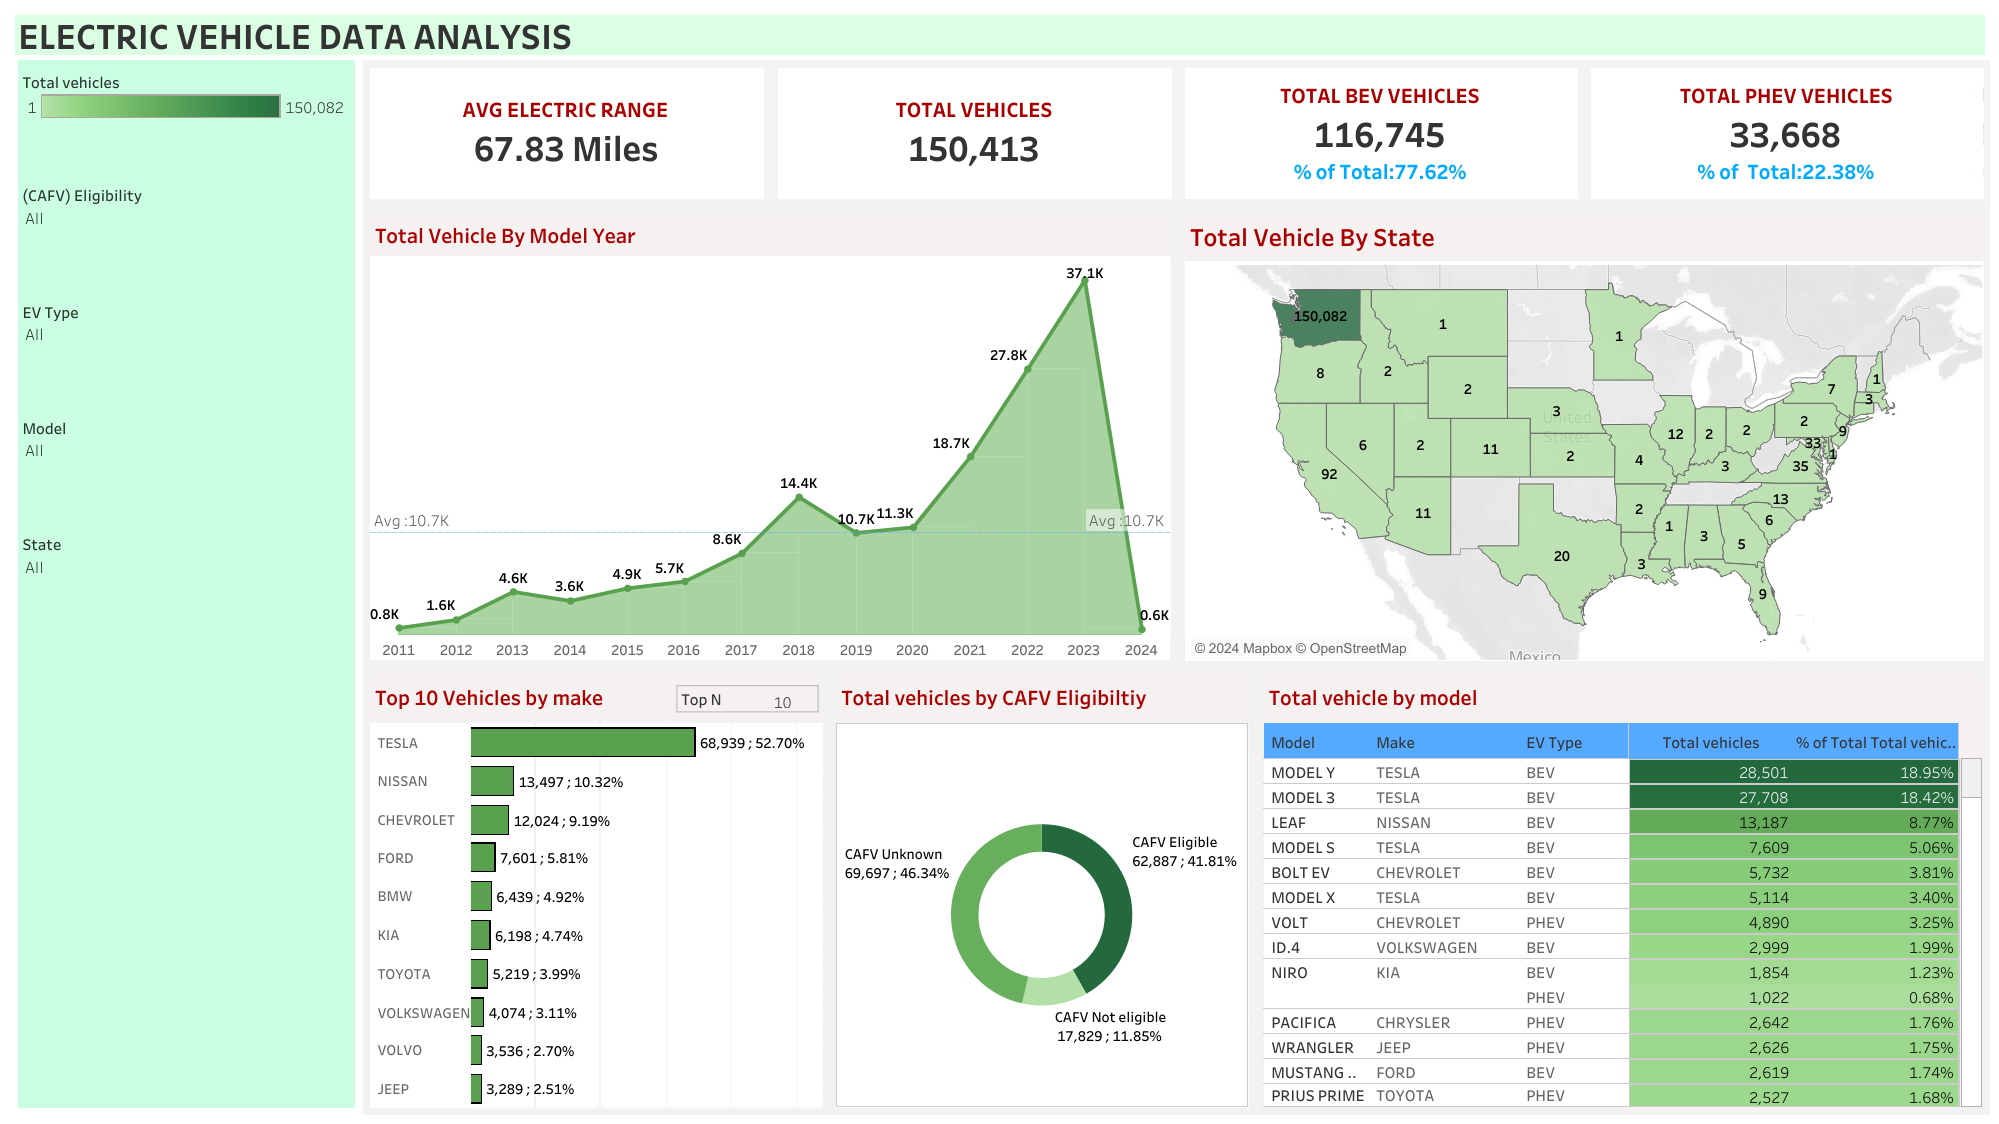 ELECTRIC VEHICLE DATA ANALYSIS
Total vehicles
1 150,082
(CAFV) Eligibility
All
EV Type
All
Model
All
State
All
AVG ELECTRIC RANGE
67.83 Miles
TOTAL VEHICLES
150,413
TOTAL BEV VEHICLES
116,745
% of Total:77.62%
TOTAL PHEV VEHICLES
33,668
% of  Total:22.38%
Total Vehicle By Model Year
37.1K
27.8K
18.7K
14.4K
10.7K 11.3K
Avg :10.7K Avg :10.7K
8.6K
5.7K
4.9K
4.6K
3.6K
1.6K
0.8K
0.6K
2011 2012 2013 2014 2015 2016 2017 2018 2019 2020 2021 2022 2023 2024
Total Vehicle By State
150,082
1
1
8
2
2
7
1
3
3
United
States
6
2
11
2
12
2
2
2
9
33
1
92
4
3
35
11
2
13
6
20
3
1
3
5
9
Mexico
© 2024 Mapbox © OpenStreetMap
Top 10 Vehicles by make
Top N 10
TESLA 68,939 ; 52.70%
NISSAN 13,497 ; 10.32%
CHEVROLET 12,024 ; 9.19%
FORD 7,601 ; 5.81%
BMW 6,439 ; 4.92%
KIA 6,198 ; 4.74%
TOYOTA 5,219 ; 3.99%
VOLKSWAGEN 4,074 ; 3.11%
VOLVO 3,536 ; 2.70%
JEEP 3,289 ; 2.51%
Total vehicles by CAFV Eligibiltiy
CAFV Unknown
69,697 ; 46.34%
CAFV Eligible
62,887 ; 41.81%
CAFV Not eligible
17,829 ; 11.85%
Total vehicle by model
Model Make EV Type Total vehicles % of Total Total vehic..
MODEL Y TESLA BEV 28,501 18.95%
MODEL 3 TESLA BEV 27,708 18.42%
LEAF NISSAN BEV 13,187 8.77%
MODEL S TESLA BEV 7,609 5.06%
BOLT EV CHEVROLET BEV 5,732 3.81%
MODEL X TESLA BEV 5,114 3.40%
VOLT CHEVROLET PHEV 4,890 3.25%
ID.4 VOLKSWAGEN BEV 2,999 1.99%
NIRO KIA BEV 1,854 1.23%
PHEV 1,022 0.68%
PACIFICA CHRYSLER PHEV 2,642 1.76%
WRANGLER JEEP PHEV 2,626 1.75%
MUSTANG .. FORD BEV 2,619 1.74%
PRIUS PRIME TOYOTA PHEV 2,527 1.68%